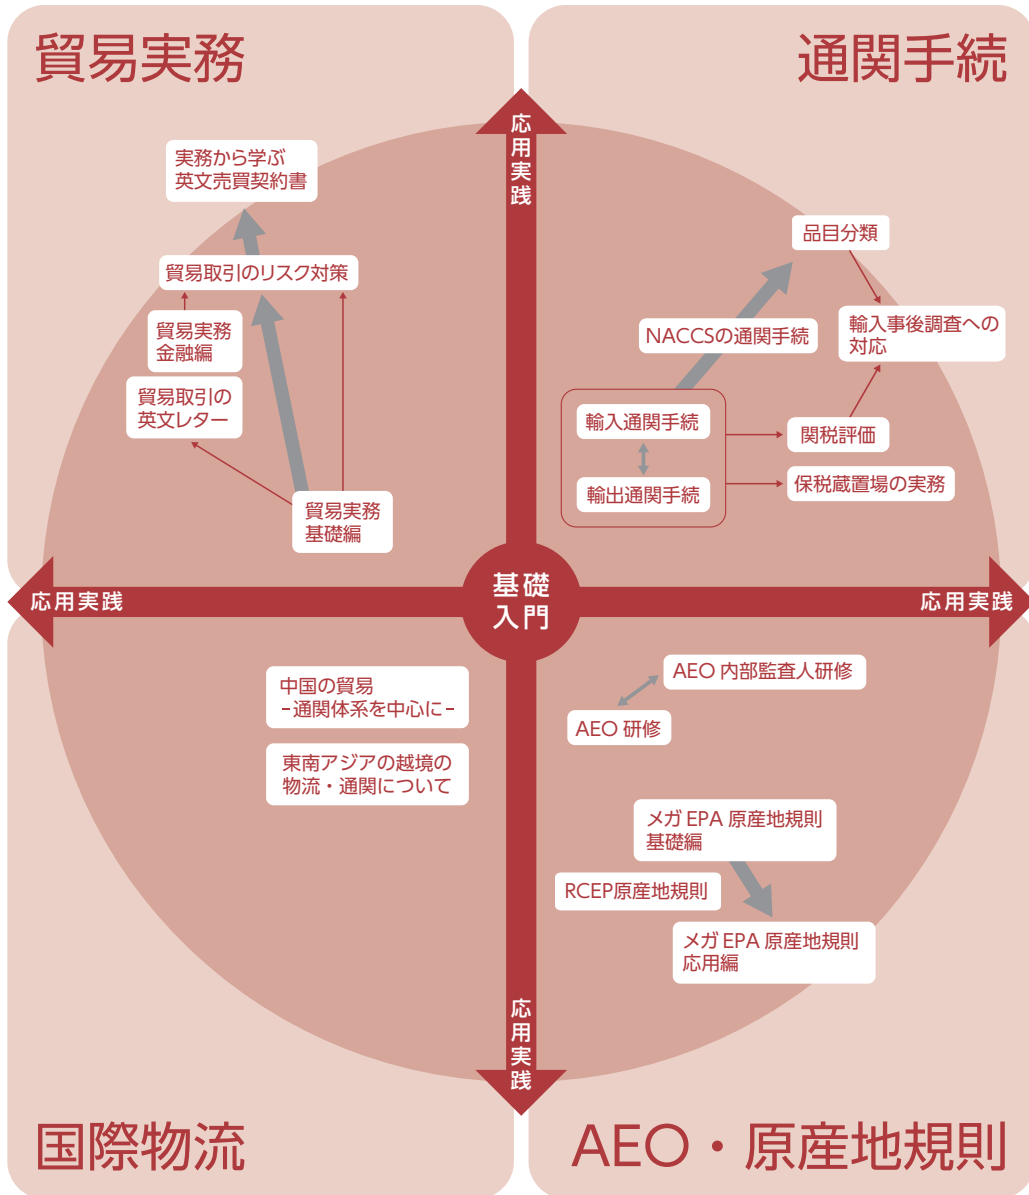 貿易実務
通関手続
応用実践
実務から学ぶ
英文売買契約書
貿易取引のリスク対策
貿易実務
金融編
貿易取引の
英文レター
貿易実務
基礎編
品目分類
NACCSの通関手続
輸入事後調査への
対応
輸入通関手続
関税評価
輸出通関手続
保税蔵置場の実務
応用実践
基礎
入門
応用実践
中国の貿易
-通関体系を中心に-
東南アジアの越境の
物流・通関について
AEO 内部監査人研修
AEO 研修
メガ EPA 原産地規則
基礎編
RCEP原産地規則
メガ EPA 原産地規則
応用編
応用実践
国際物流
AEO・原産地規則